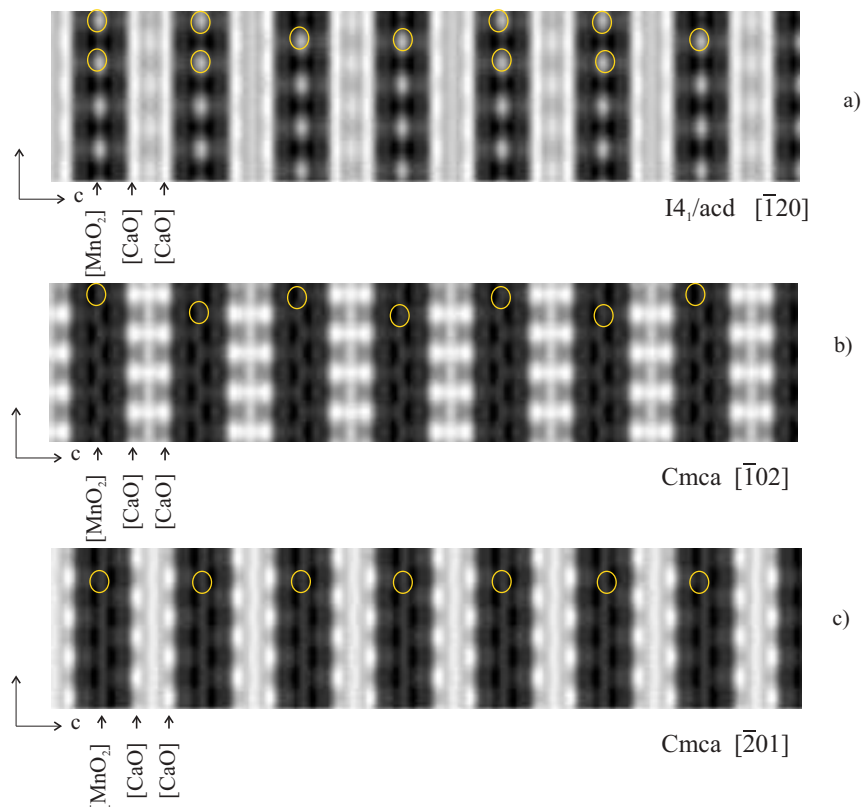 a)
c
[MnO₂]
[CaO]
[CaO]
I4₁/acd [1̅20]
b)
c
[MnO₂]
[CaO]
[CaO]
Cmca [1̅02]
c)
c
[MnO₂]
[CaO]
[CaO]
Cmca [2̅01]